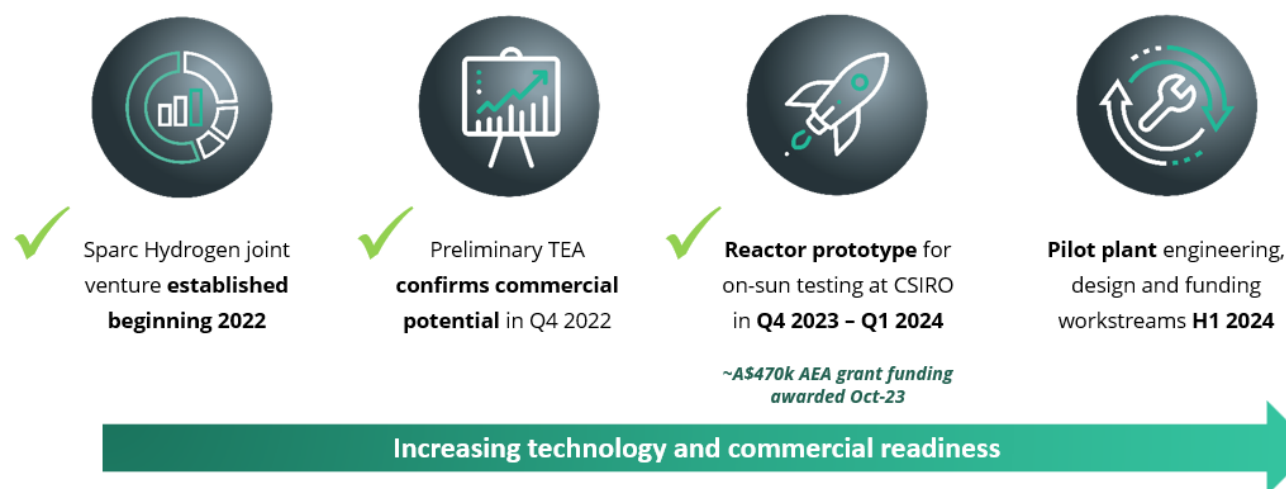 Sparc Hydrogen joint
venture established
beginning 2022
Preliminary TEA
confirms commercial
potential in Q4 2022
Reactor prototype for
on-sun testing at CSIRO
in Q4 2023 – Q1 2024
~A$470k AEA grant funding
awarded Oct-23
Pilot plant engineering,
design and funding
workstreams H1 2024
Increasing technology and commercial readiness